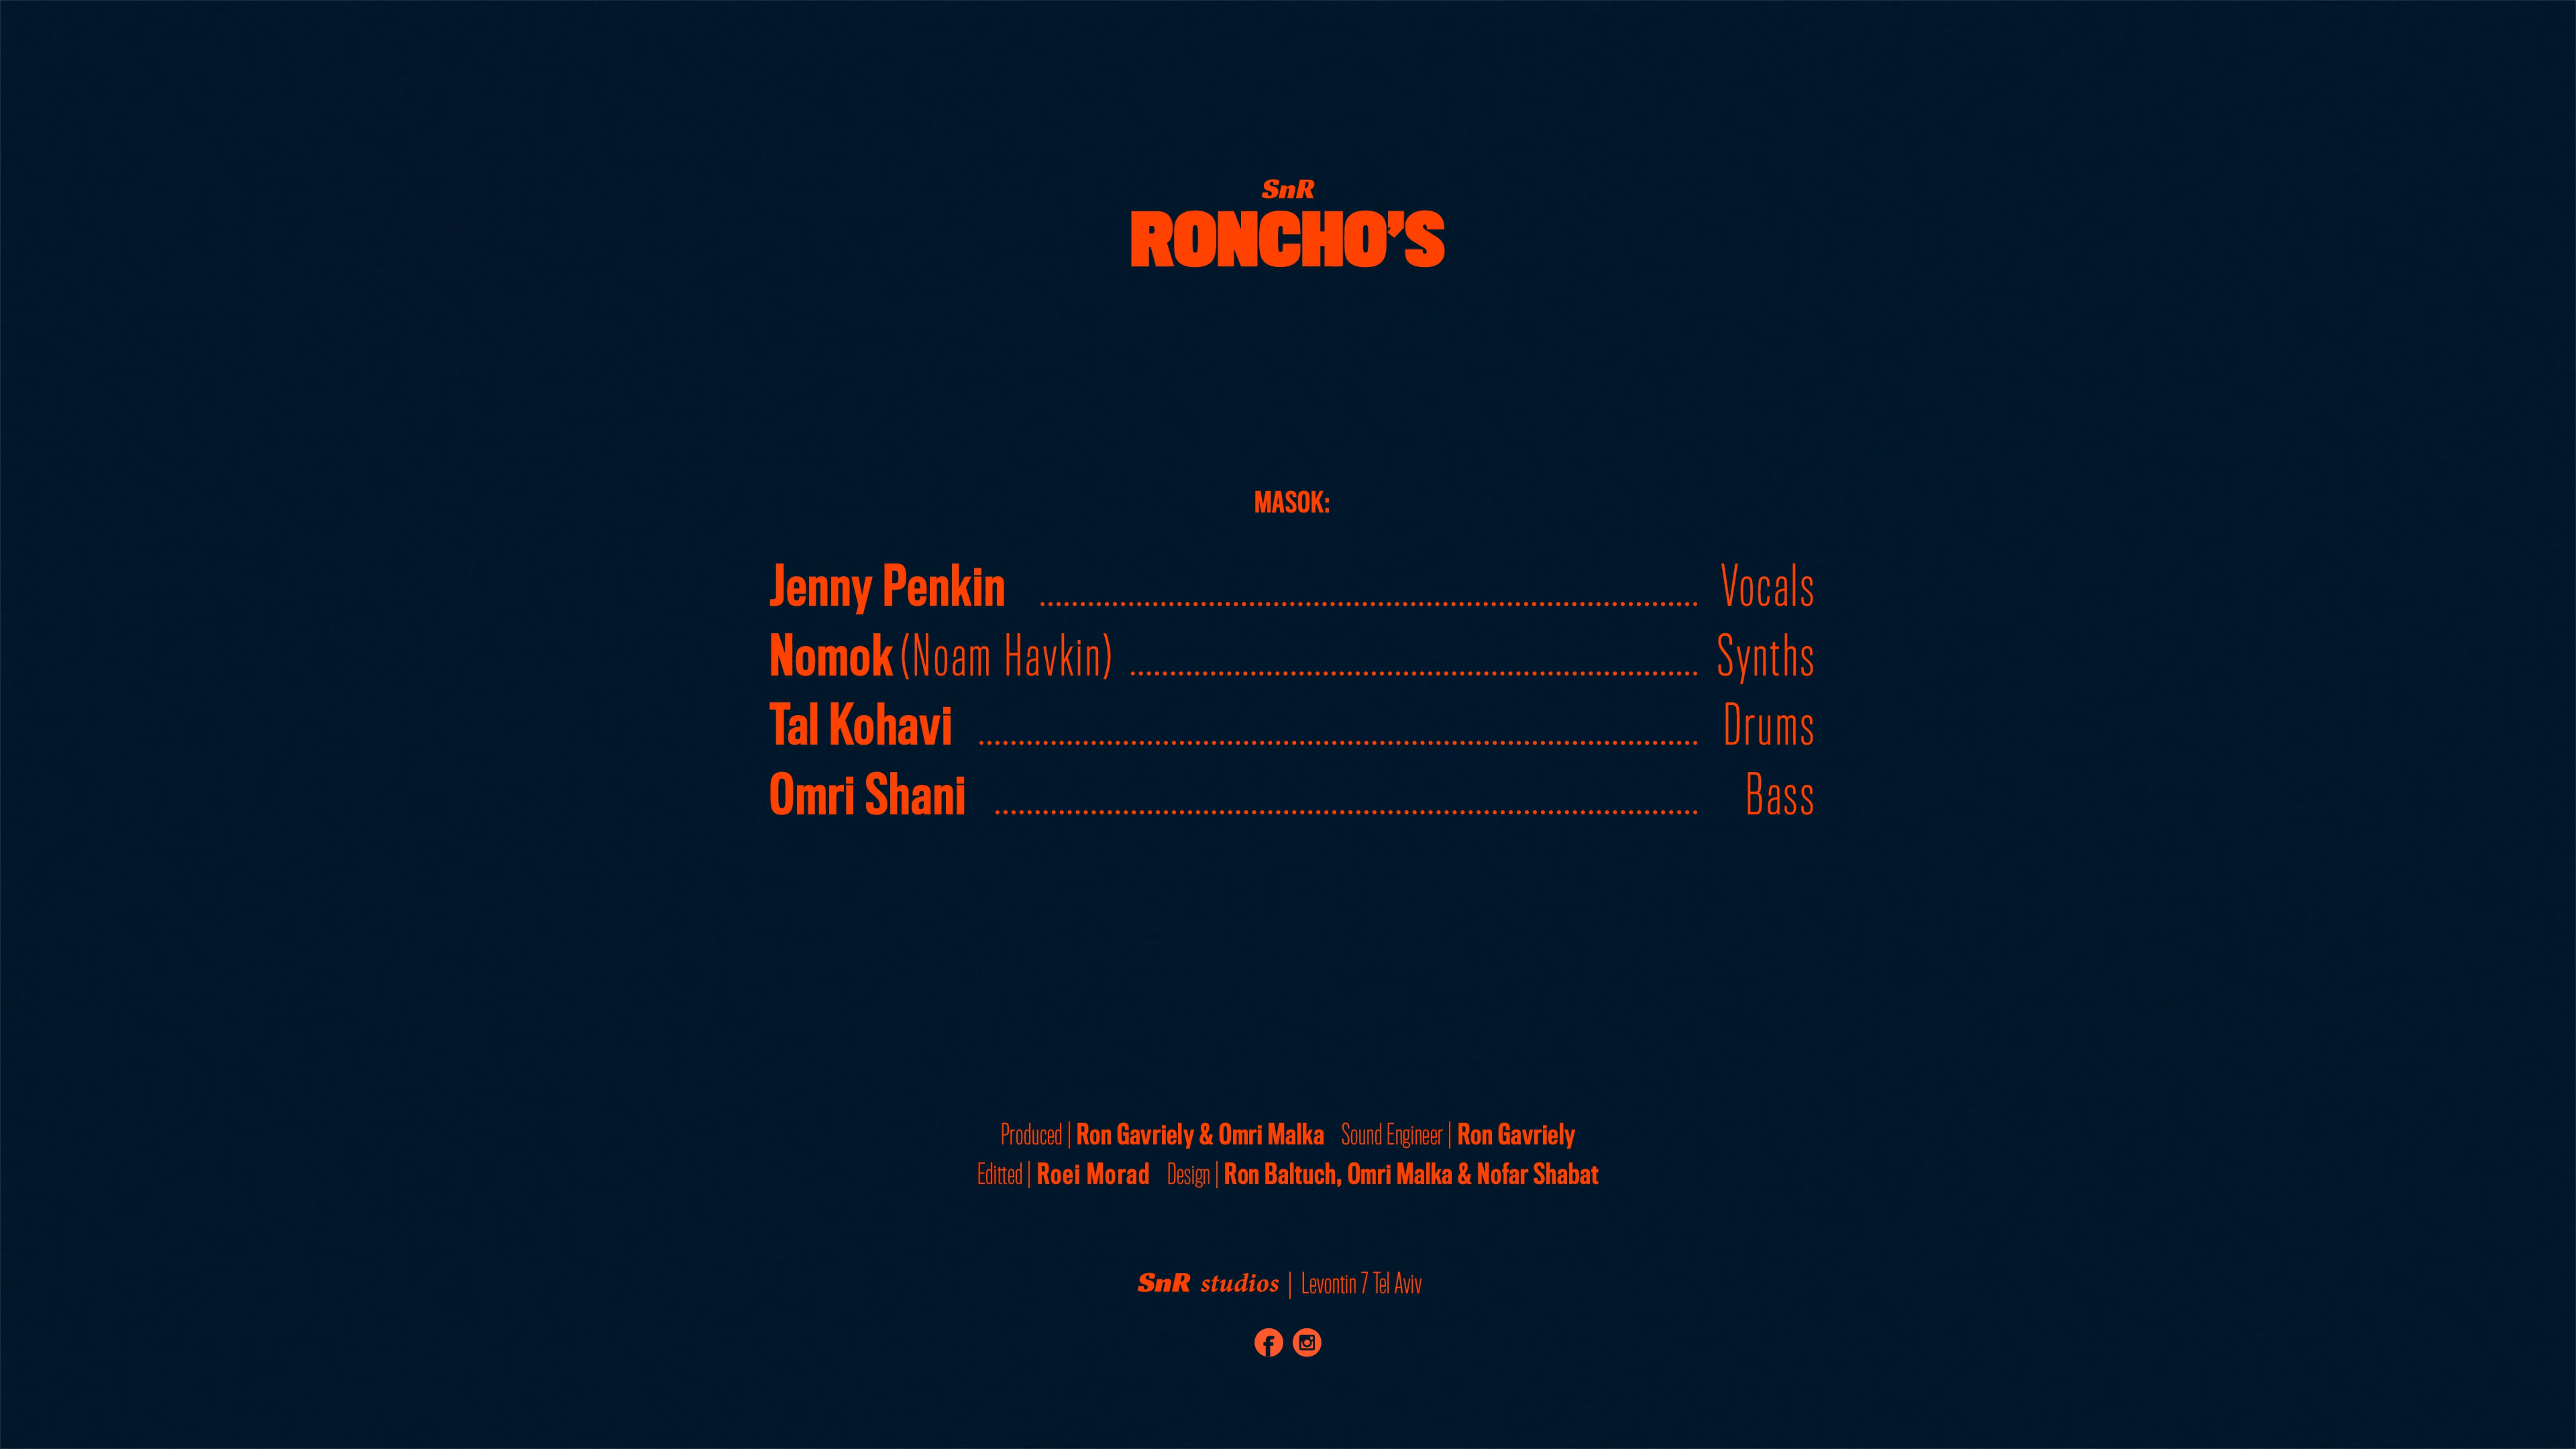 SnR
RONCHO'S
MASOK:
Jenny Penkin ........................ Vocals
Nomok (Noam Havkin) ........................ Synths
Tal Kohavi ........................ Drums
Omri Shani ........................ Bass
Produced | Ron Gavriely & Omri Malka Sound Engineer | Ron Gavriely
Editted | Roei Morad Design | Ron Baltuch, Omri Malka & Nofar Shabat
SnR studios | Levontin 7 Tel Aviv